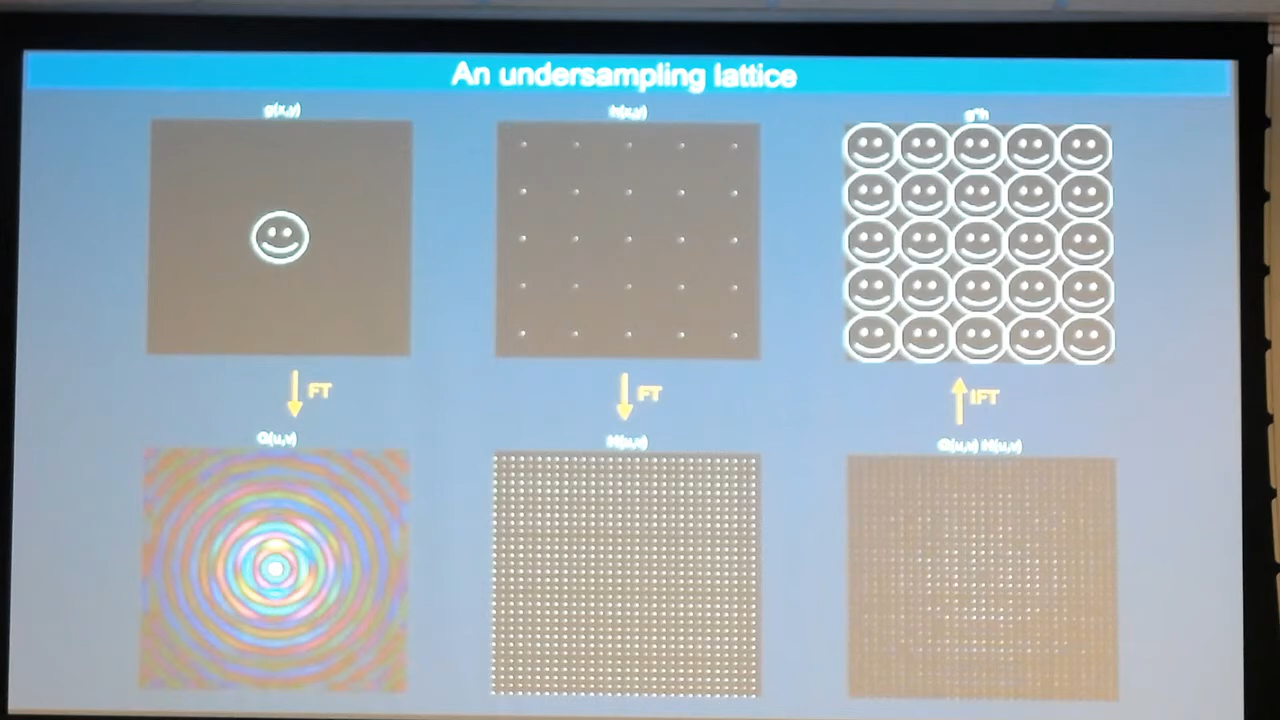 An undersampling lattice
g(x,y)
h(x,y)
g*h
FT
FT
IFT
G(u,v)
H(u,v)
G(u,v) H(u,v)